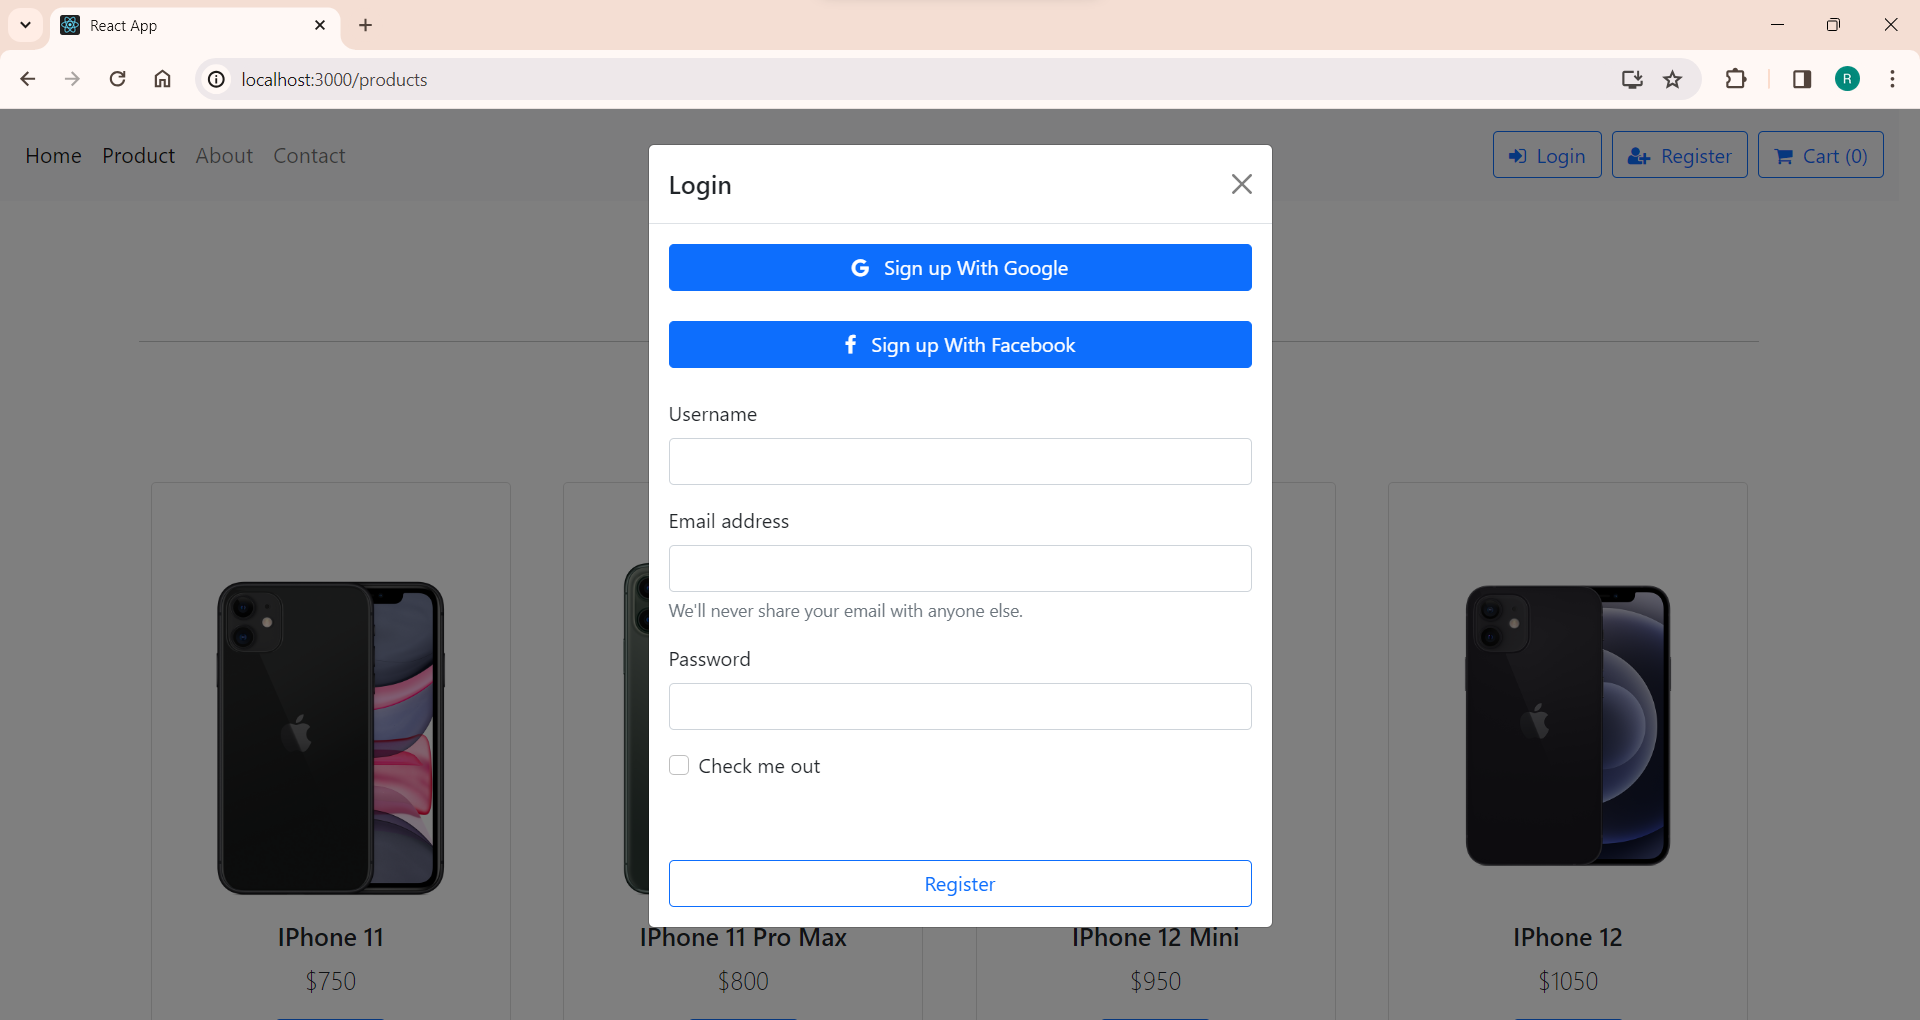 React App
localhost:3000/products
R
Home Product About Contact
Login Register Cart (0)
Login
Sign up With Google
Sign up With Facebook
Username
Email address
We'll never share your email with anyone else.
Password
Check me out
Register
IPhone 11 IPhone 11 Pro Max IPhone 12 Mini IPhone 12
$750 $800 $950 $1050